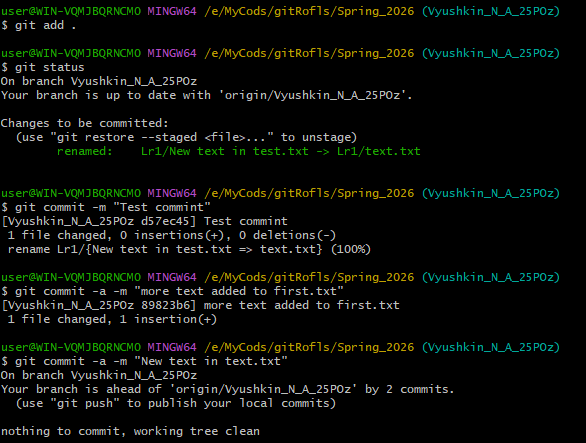 user@WIN-VQMJBQRNCMO MINGW64 /e/MyCods/gitRofls/Spring_2026 (Vyushkin_N_A_25POz)
$ git add .
user@WIN-VQMJBQRNCMO MINGW64 /e/MyCods/gitRofls/Spring_2026 (Vyushkin_N_A_25POz)
$ git status
On branch Vyushkin_N_A_25POz
Your branch is up to date with 'origin/Vyushkin_N_A_25POz'.
Changes to be committed:
  (use "git restore --staged <file>..." to unstage)
        renamed:    Lr1/New text in test.txt -> Lr1/text.txt
user@WIN-VQMJBQRNCMO MINGW64 /e/MyCods/gitRofls/Spring_2026 (Vyushkin_N_A_25POz)
$ git commit -m "Test commint"
[Vyushkin_N_A_25POz d57ec45] Test commint
 1 file changed, 0 insertions(+), 0 deletions(-)
 rename Lr1/{New text in test.txt => text.txt} (100%)
user@WIN-VQMJBQRNCMO MINGW64 /e/MyCods/gitRofls/Spring_2026 (Vyushkin_N_A_25POz)
$ git commit -a -m "more text added to first.txt"
[Vyushkin_N_A_25POz 89823b6] more text added to first.txt
 1 file changed, 1 insertion(+)
user@WIN-VQMJBQRNCMO MINGW64 /e/MyCods/gitRofls/Spring_2026 (Vyushkin_N_A_25POz)
$ git commit -a -m "New text in text.txt"
On branch Vyushkin_N_A_25POz
Your branch is ahead of 'origin/Vyushkin_N_A_25POz' by 2 commits.
  (use "git push" to publish your local commits)
nothing to commit, working tree clean